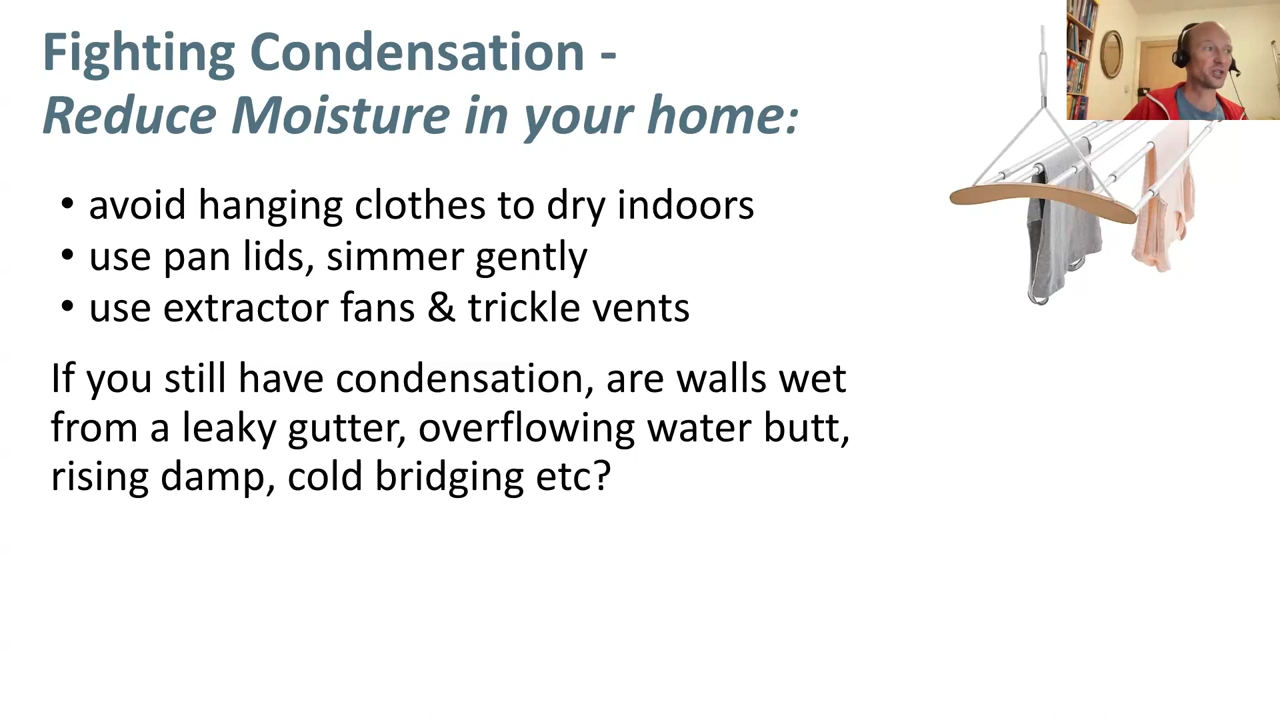 Fighting Condensation -
Reduce Moisture in your home:
• avoid hanging clothes to dry indoors
• use pan lids, simmer gently
• use extractor fans & trickle vents
If you still have condensation, are walls wet
from a leaky gutter, overflowing water butt,
rising damp, cold bridging etc?